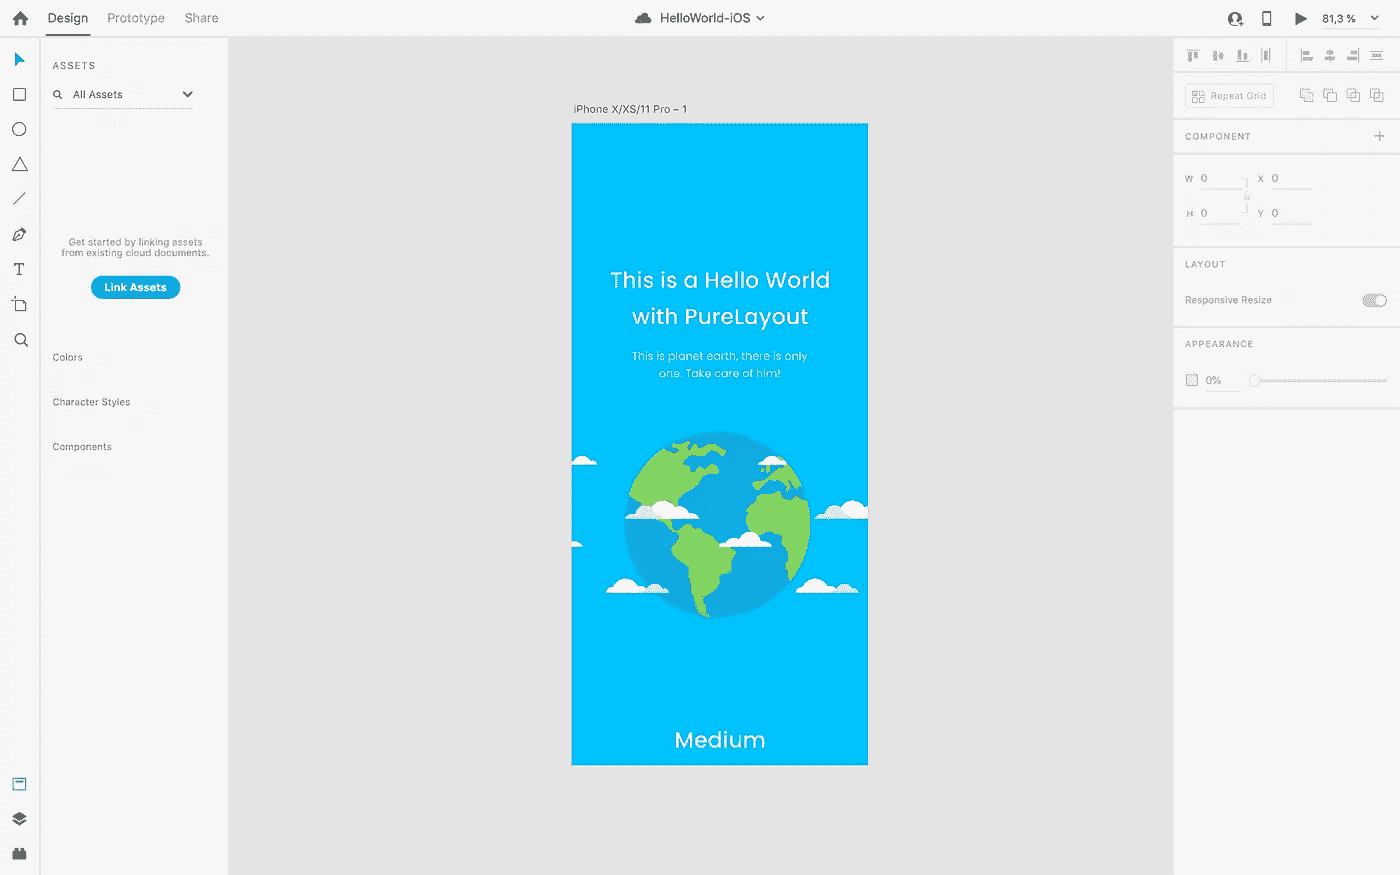 Design Prototype Share
HelloWorld-iOS
81,3 %
ASSETS
All Assets
Get started by linking assets
from existing cloud documents.
Link Assets
Colors
Character Styles
Components
iPhone X/XS/11 Pro – 1
This is a Hello World
with PureLayout
This is planet earth, there is only
one. Take care of him!
Medium
Repeat Grid
COMPONENT
W 0 X 0
H 0 Y 0
LAYOUT
Responsive Resize
APPEARANCE
0%